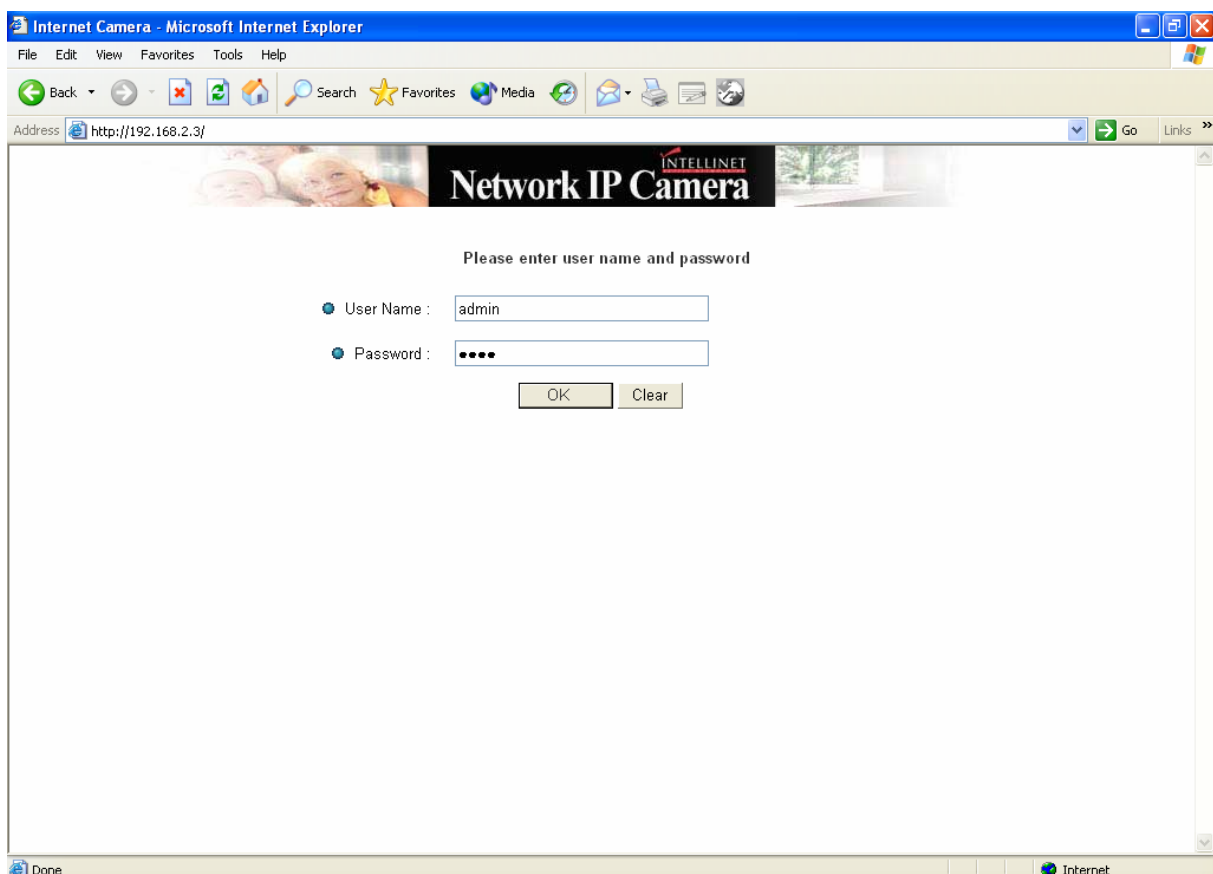 Internet Camera - Microsoft Internet Explorer
File Edit View Favorites Tools Help
Back Search Favorites Media
Address http://192.168.2.3/ Go Links »
INTELLINET
Network IP Camera
Please enter user name and password
User Name : admin
Password : ••••
OK Clear
Done Internet